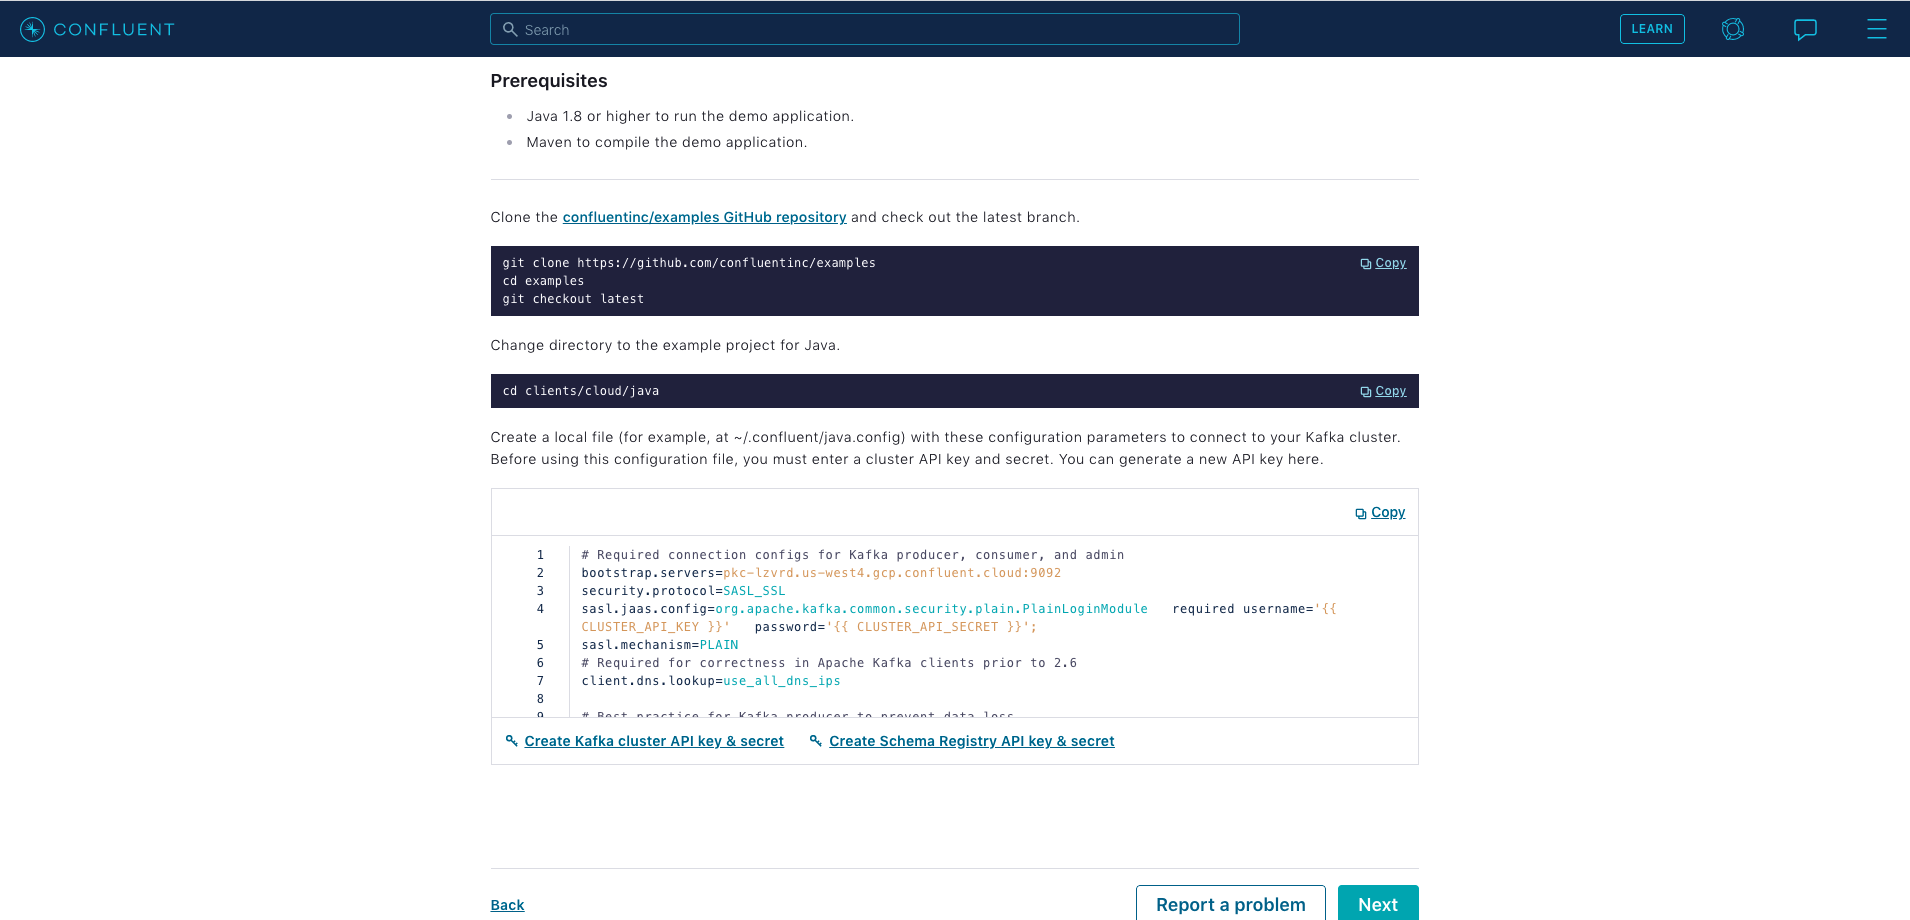 CONFLUENT
Search
LEARN
Prerequisites
Java 1.8 or higher to run the demo application.
Maven to compile the demo application.
Clone the confluentinc/examples GitHub repository and check out the latest branch.
git clone https://github.com/confluentinc/examples
Copy
cd examples
git checkout latest
Change directory to the example project for Java.
cd clients/cloud/java
Copy
Create a local file (for example, at ~/.confluent/java.config) with these configuration parameters to connect to your Kafka cluster.
Before using this configuration file, you must enter a cluster API key and secret. You can generate a new API key here.
Copy
1 # Required connection configs for Kafka producer, consumer, and admin
2 bootstrap.servers=pkc-lzvrd.us-west4.gcp.confluent.cloud:9092
3 security.protocol=SASL_SSL
4 sasl.jaas.config=org.apache.kafka.common.security.plain.PlainLoginModule   required username='{{
CLUSTER_API_KEY }}'   password='{{ CLUSTER_API_SECRET }}';
5 sasl.mechanism=PLAIN
6 # Required for correctness in Apache Kafka clients prior to 2.6
7 client.dns.lookup=use_all_dns_ips
8
9 # Best practice for Kafka producer to prevent data loss
Create Kafka cluster API key & secret
Create Schema Registry API key & secret
Back
Report a problem
Next